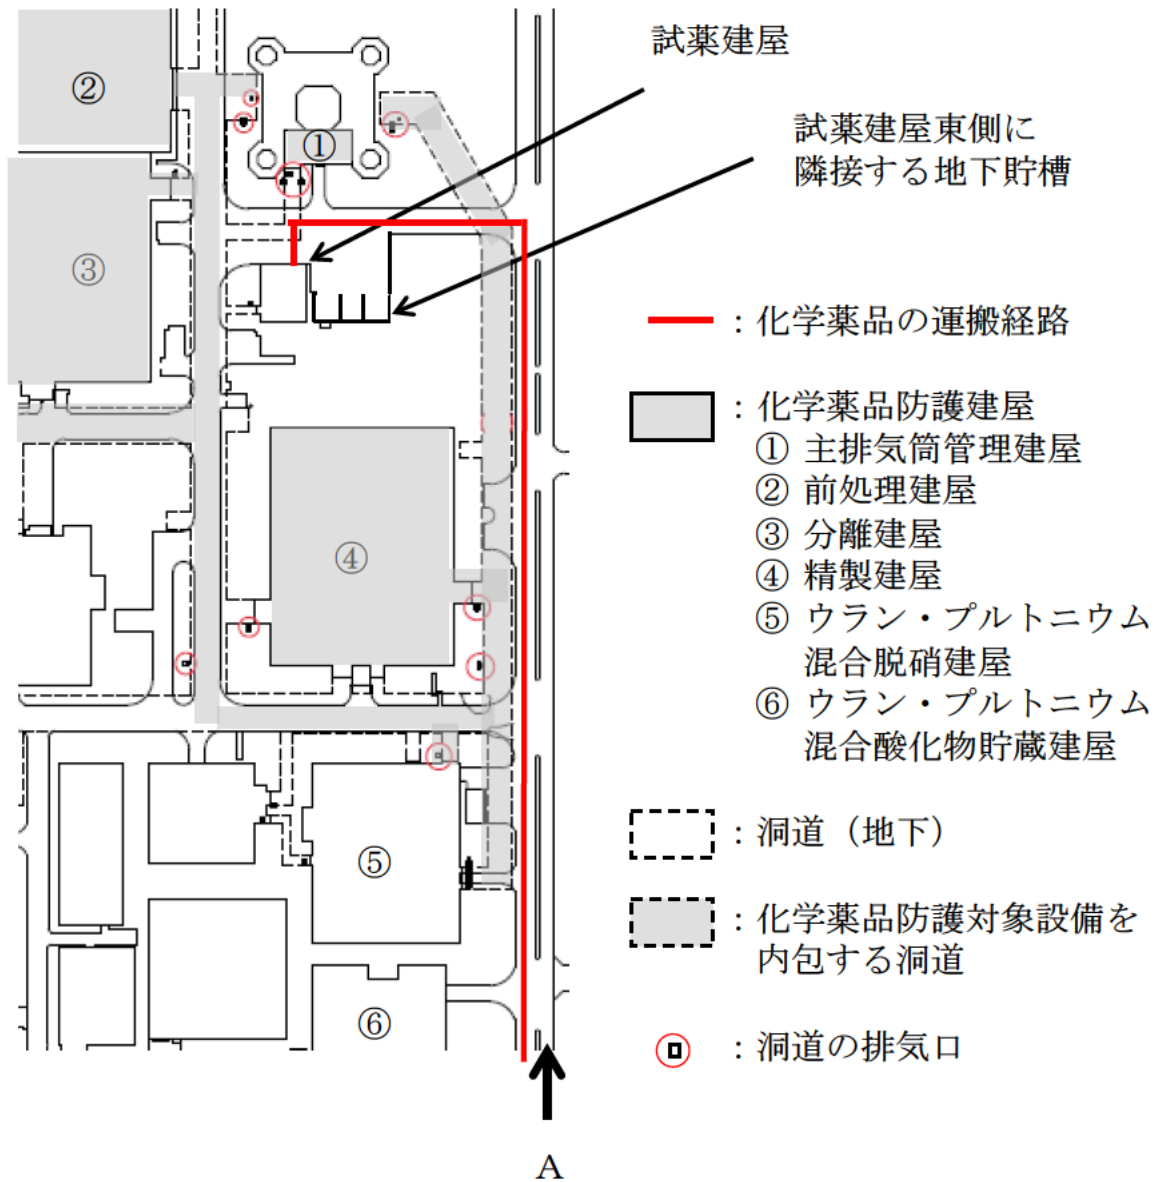 試薬建屋
試薬建屋東側に
隣接する地下貯槽
②
①
③
④
⑤
⑥
：化学薬品の運搬経路
：化学薬品防護建屋
① 主排気筒管理建屋
② 前処理建屋
③ 分離建屋
④ 精製建屋
⑤ ウラン・プルトニウム
混合脱硝建屋
⑥ ウラン・プルトニウム
混合酸化物貯蔵建屋
：洞道（地下）
：化学薬品防護対象設備を
内包する洞道
：洞道の排気口
A